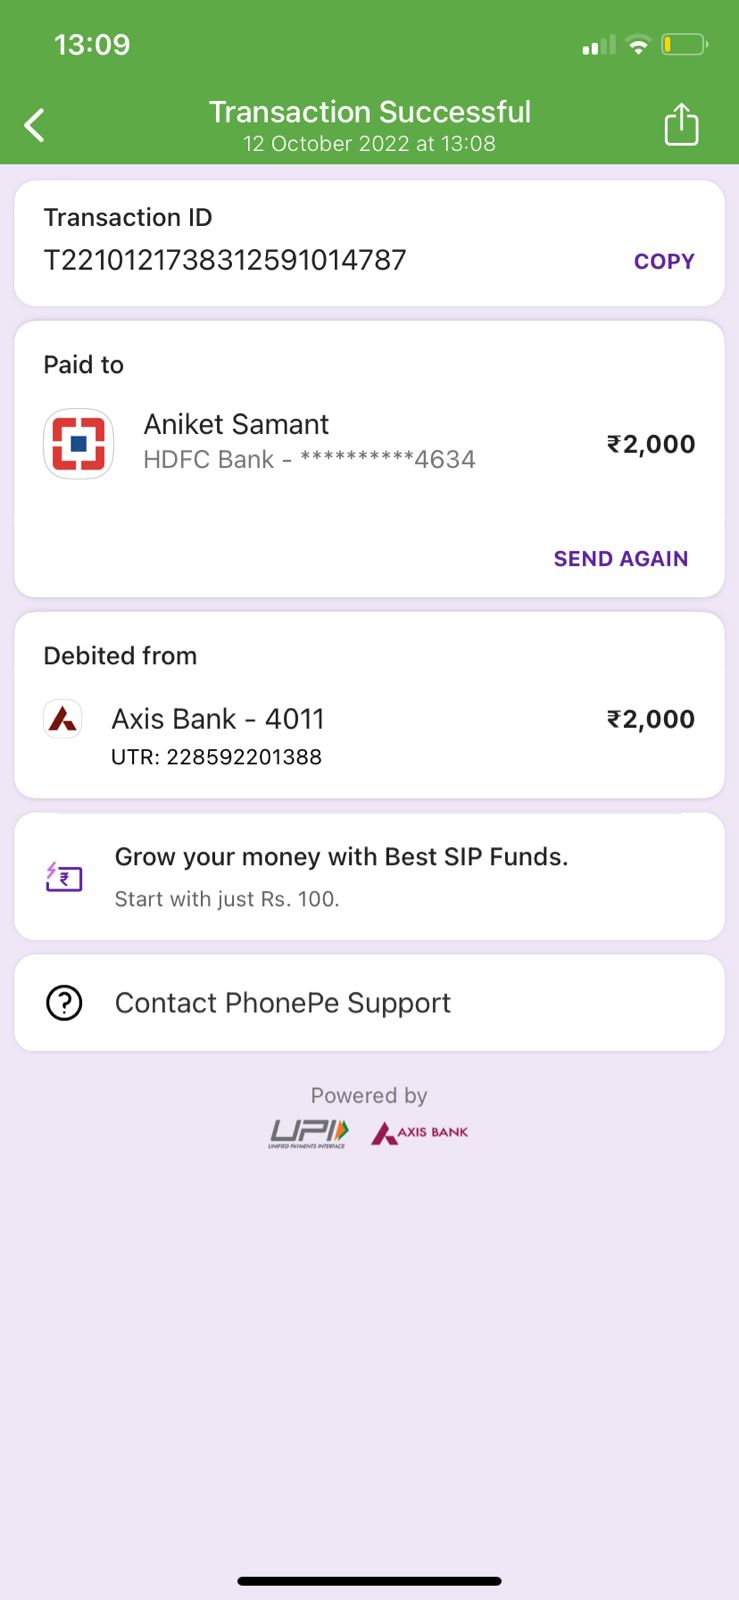 13:09
Transaction Successful
12 October 2022 at 13:08
Transaction ID
T2210121738312591014787
COPY
Paid to
Aniket Samant
HDFC Bank - **********4634
₹2,000
SEND AGAIN
Debited from
Axis Bank - 4011
₹2,000
UTR: 228592201388
Grow your money with Best SIP Funds.
₹
Start with just Rs. 100.
?
Contact PhonePe Support
Powered by
UPI
UNIFIED PAYMENTS INTERFACE
AXIS BANK